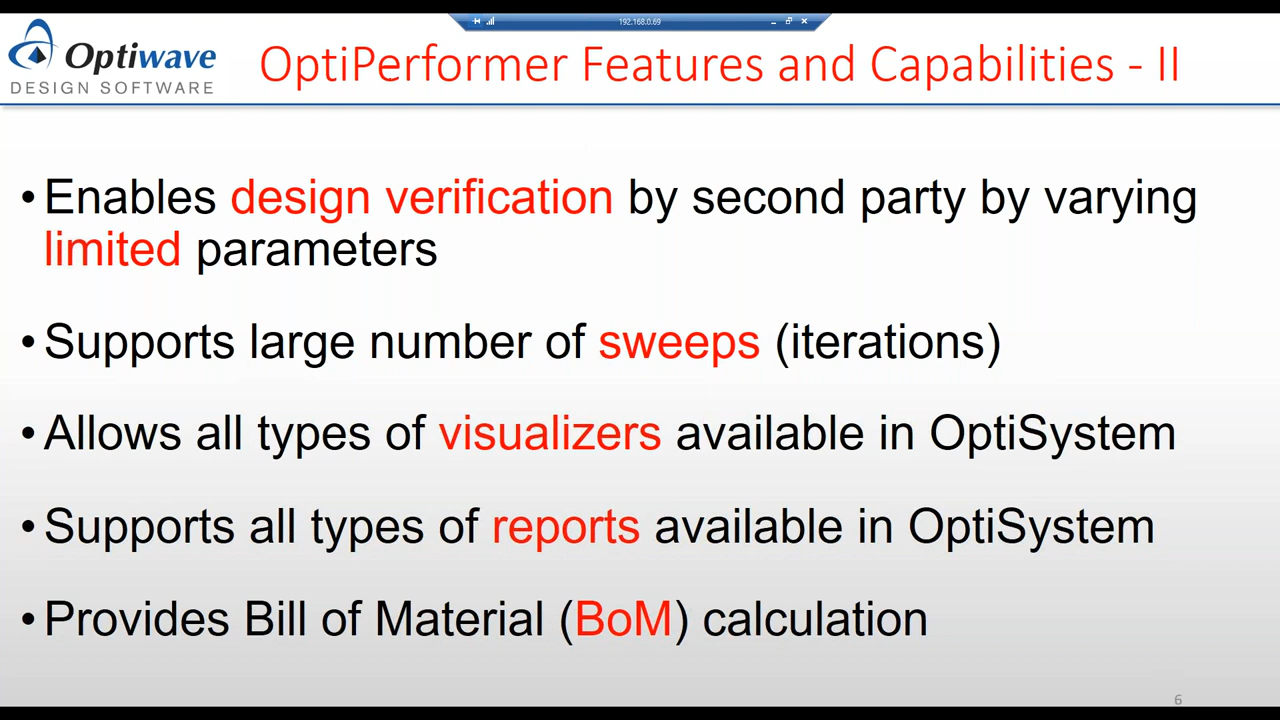 192.168.0.69
Optiwave
DESIGN SOFTWARE
OptiPerformer Features and Capabilities - II
• Enables design verification by second party by varying
limited parameters
• Supports large number of sweeps (iterations)
• Allows all types of visualizers available in OptiSystem
• Supports all types of reports available in OptiSystem
• Provides Bill of Material (BoM) calculation
6